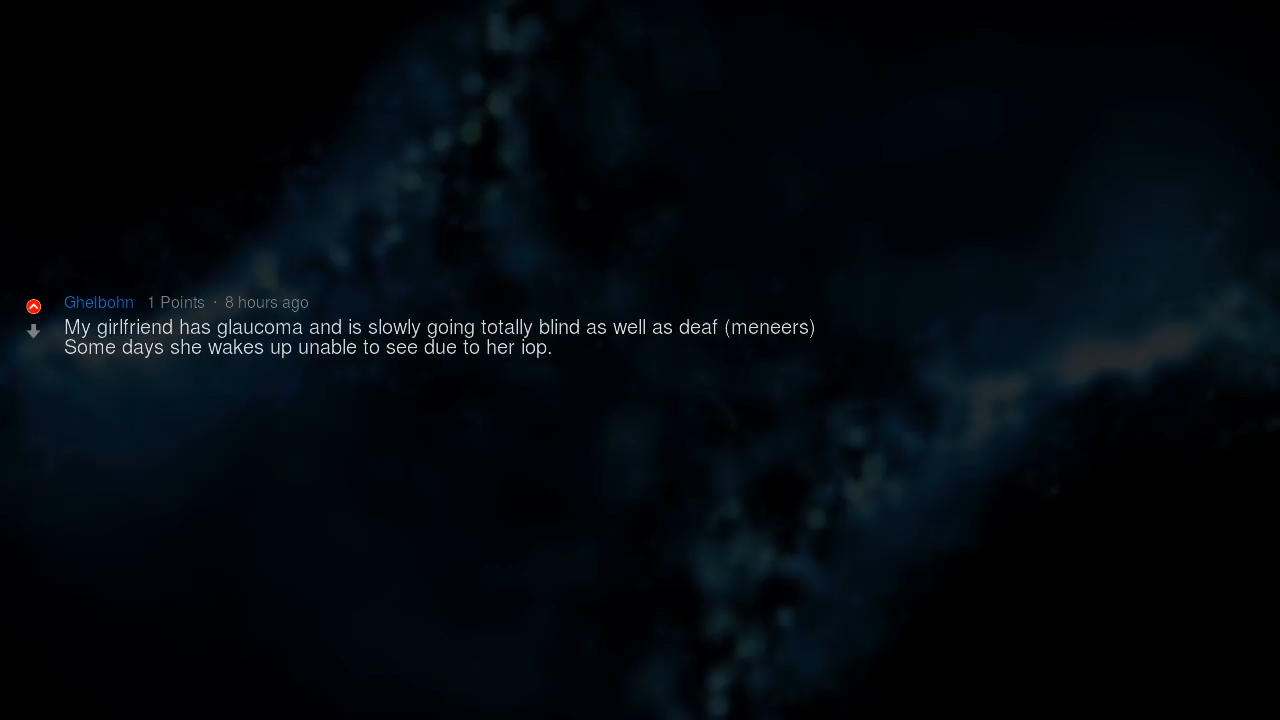 Ghelbohn 1 Points · 8 hours ago
My girlfriend has glaucoma and is slowly going totally blind as well as deaf (meneers)
Some days she wakes up unable to see due to her iop.